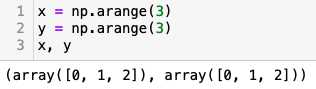 1 x = np.arange(3)
2 y = np.arange(3)
3 x, y
(array([0, 1, 2]), array([0, 1, 2]))